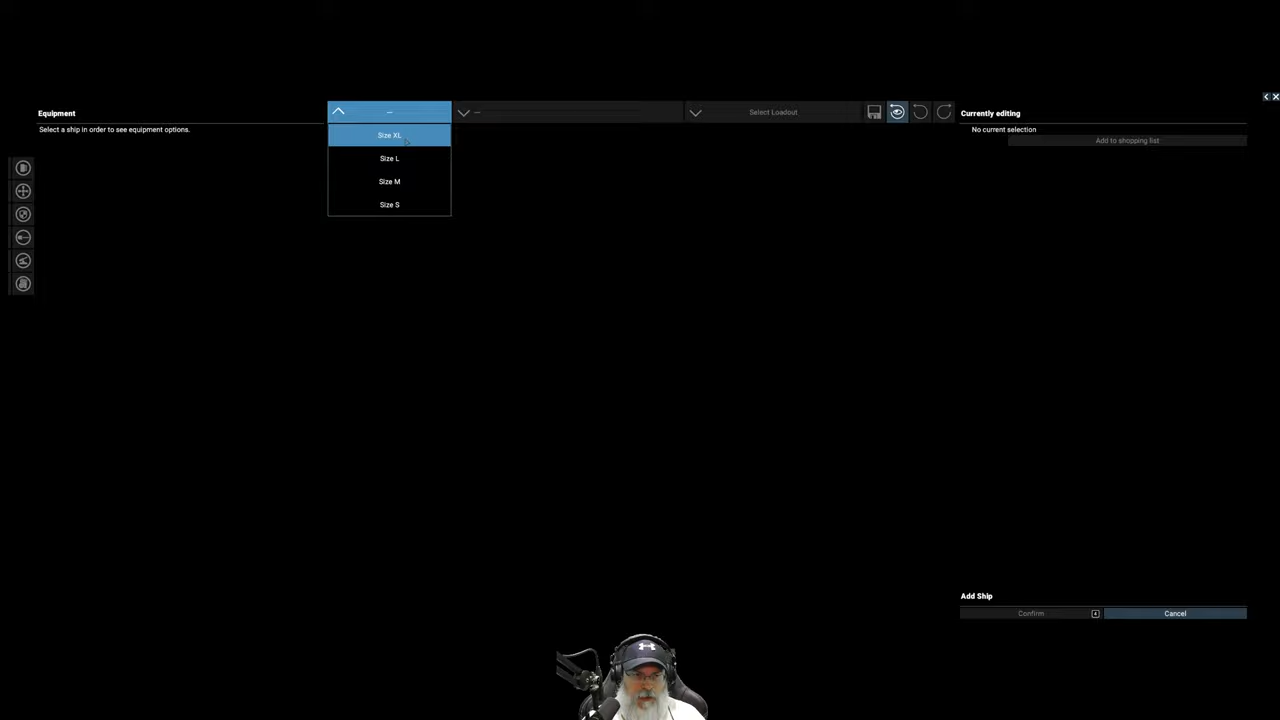 Equipment
Select a ship in order to see equipment options.
--
--
Select Loadout
Size XL
Size L
Size M
Size S
Currently editing
No current selection
Add to shopping list
Add Ship
Confirm
Cancel